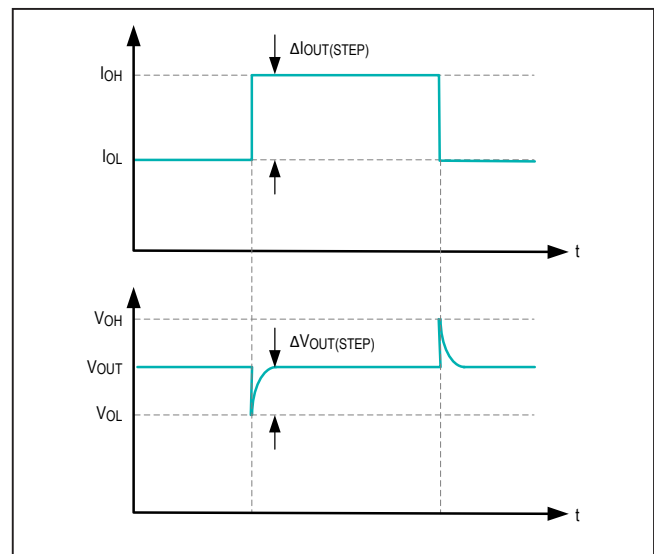 ΔIOUT(STEP)
IOH
IOL
t
VOH
ΔVOUT(STEP)
VOUT
VOL
t